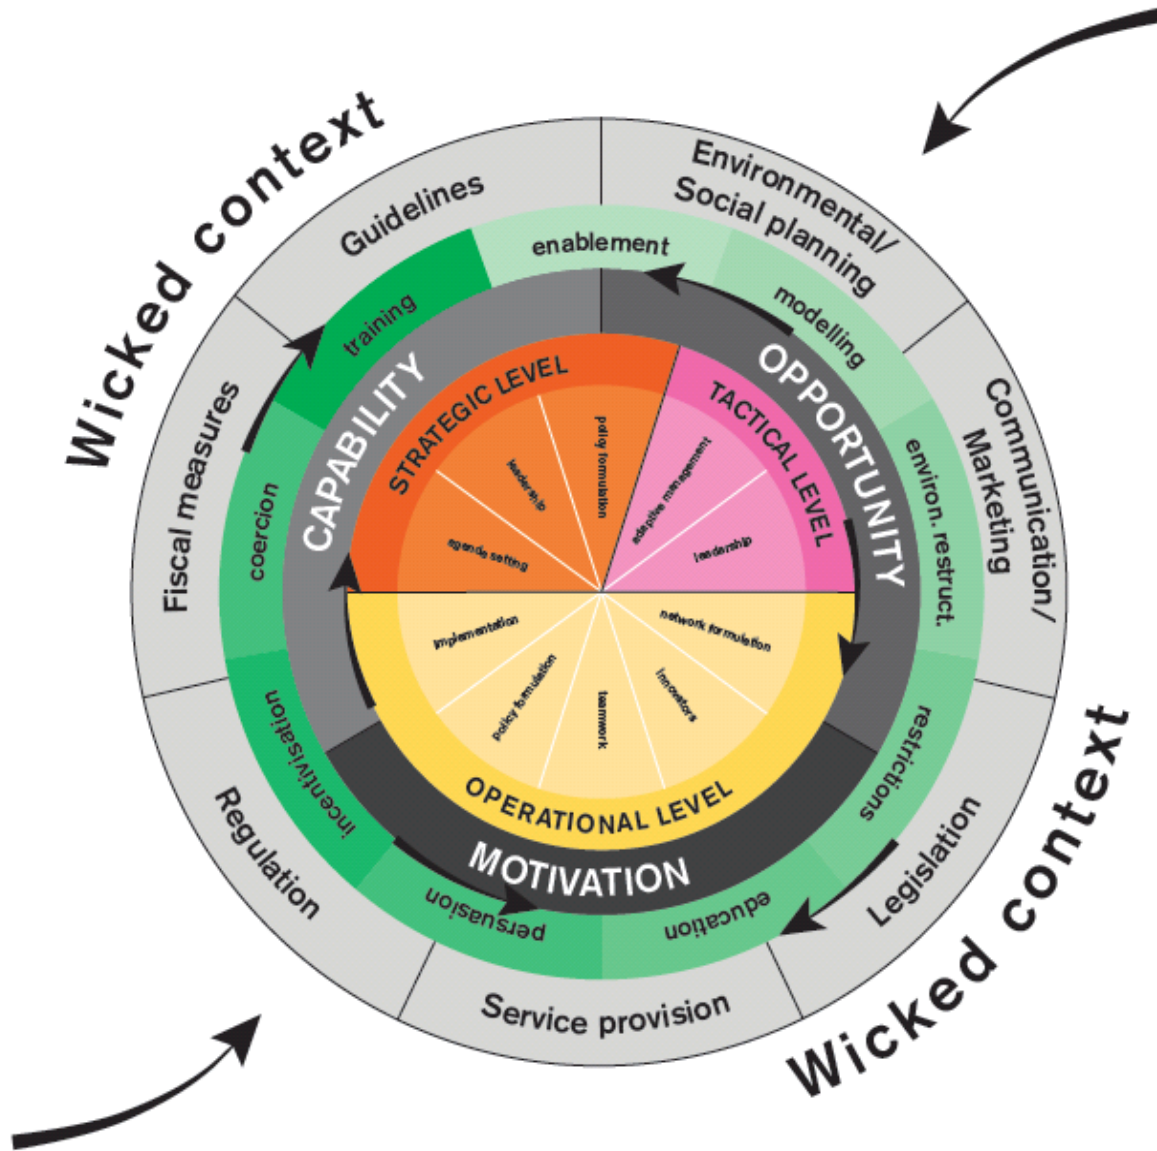 Wicked context
Guidelines
Environmental/
Social planning
Communication/
Marketing
Legislation
Service provision
Regulation
Fiscal measures
Wicked context
enablement
modelling
environ. restruct.
restrictions
education
persuasion
incentivisation
coercion
training
CAPABILITY
OPPORTUNITY
MOTIVATION
STRATEGIC LEVEL
TACTICAL LEVEL
OPERATIONAL LEVEL
policy formulation
leadership
agenda setting
adaptive management
leadership
network formulation
innovators
teamwork
Policy formulation
implementation